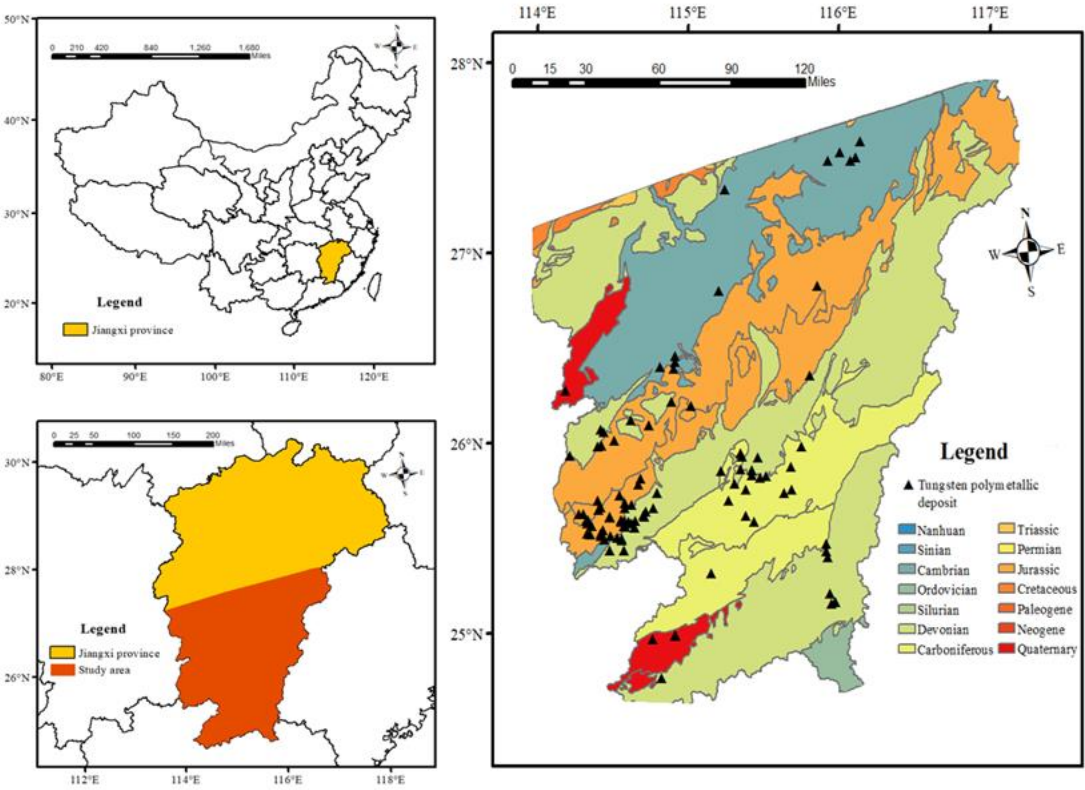 50°N
40°N
30°N
20°N
0 210 420 840 1,260 1,680
Miles
N
W E
S
Legend
Jiangxi province
80°E 90°E 100°E 110°E 120°E
0 25 50 100 150 200
Miles
N
W E
S
30°N
28°N
26°N
Legend
Jiangxi province
Study area
112°E 114°E 116°E 118°E
114°E 115°E 116°E 117°E
28°N
27°N
26°N
25°N
0 15 30 60 90 120
Miles
N
W E
S
Legend
Tungsten polymetallic
deposit
Nanhuan
Sinian
Cambrian
Ordovician
Silurian
Devonian
Carboniferous
Triassic
Permian
Jurassic
Cretaceous
Paleogene
Neogene
Quaternary